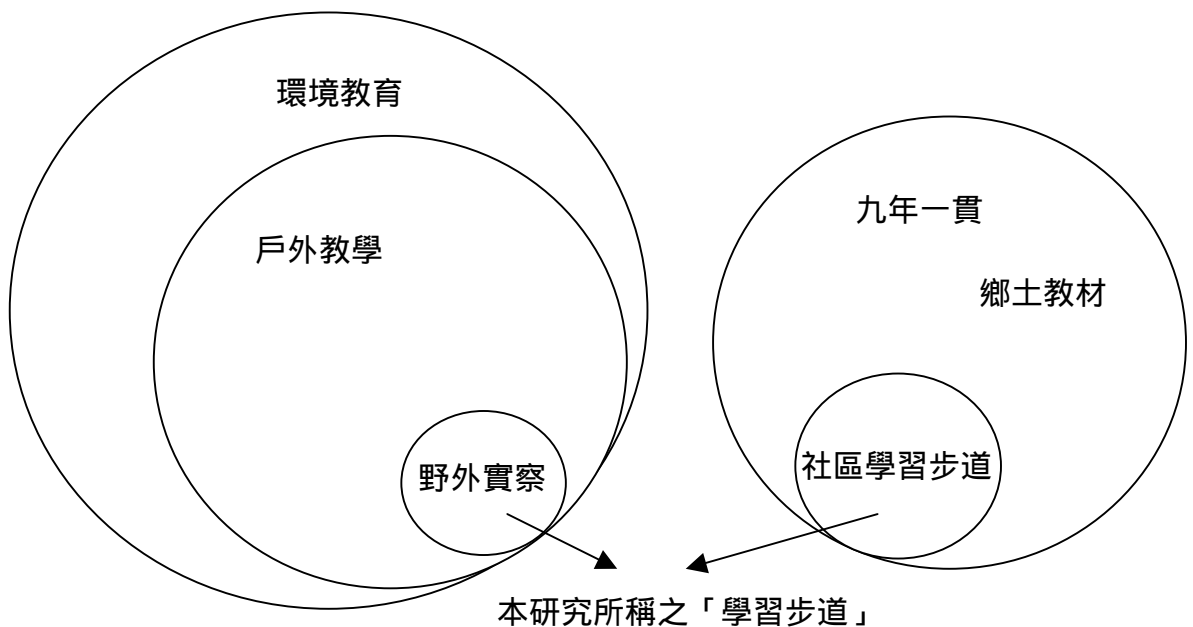 環境教育
戶外教學
野外實察
九年一貫
鄉土教材
社區學習步道
本研究所稱之「學習步道」